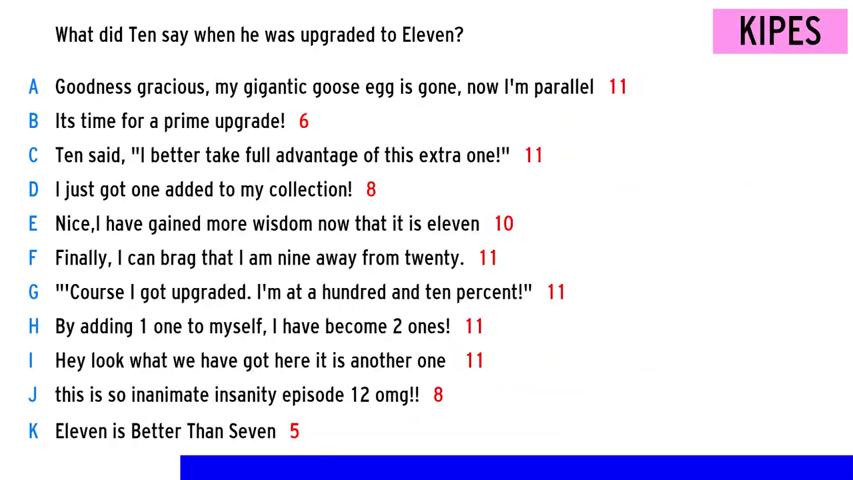 What did Ten say when he was upgraded to Eleven?
KIPES
A Goodness gracious, my gigantic goose egg is gone, now I'm parallel 11
B Its time for a prime upgrade! 6
C Ten said, "I better take full advantage of this extra one!" 11
D I just got one added to my collection! 8
E Nice,I have gained more wisdom now that it is eleven 10
F Finally, I can brag that I am nine away from twenty. 11
G "'Course I got upgraded. I'm at a hundred and ten percent!" 11
H By adding 1 one to myself, I have become 2 ones! 11
I Hey look what we have got here it is another one 11
J this is so inanimate insanity episode 12 omg!! 8
K Eleven is Better Than Seven 5